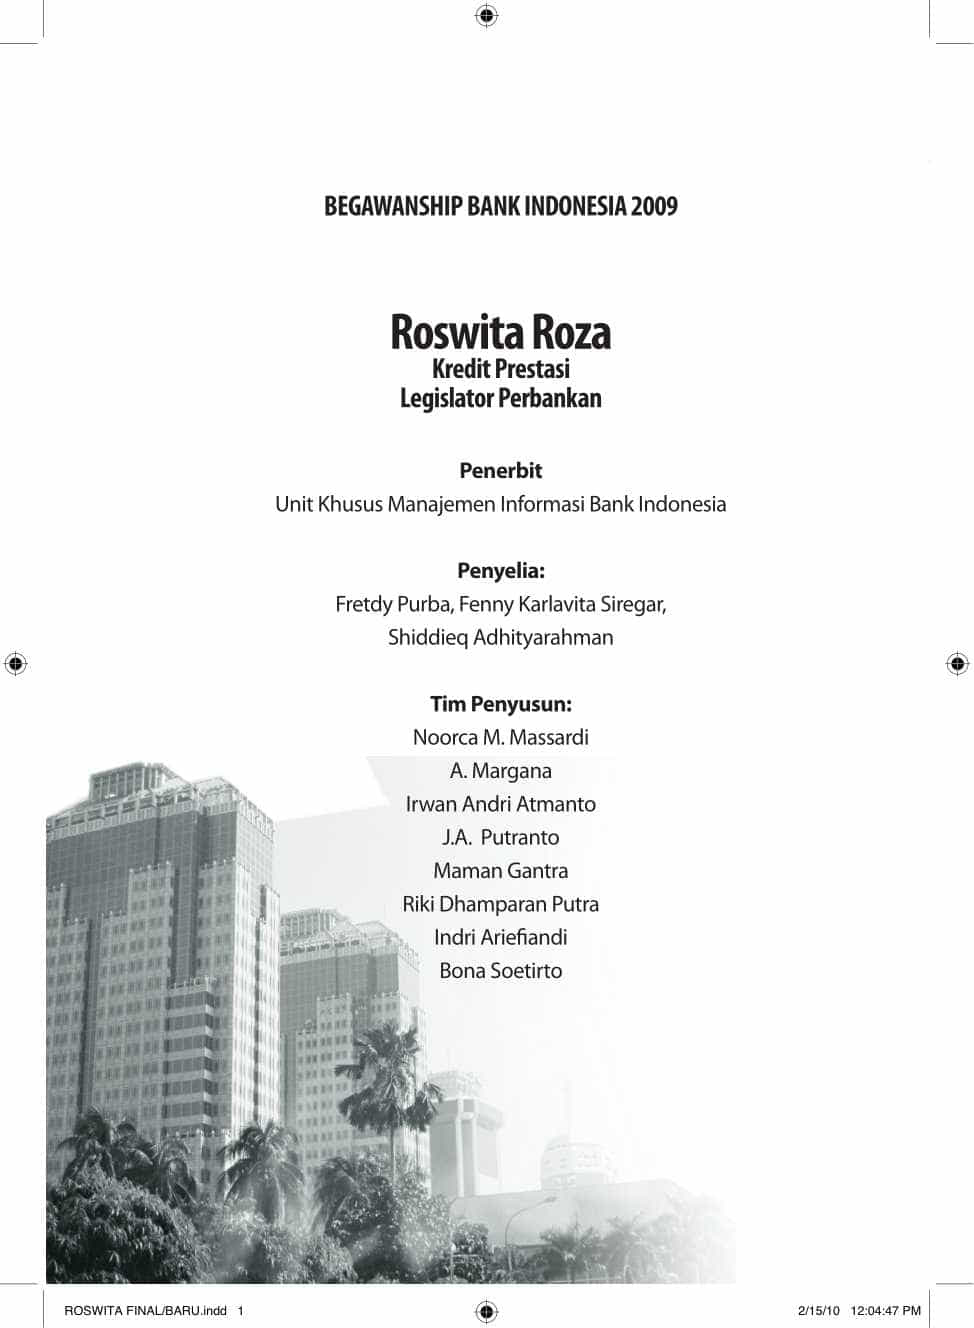 BEGAWANSHIP BANK INDONESIA 2009
Roswita Roza
Kredit Prestasi
Legislator Perbankan
Penerbit
Unit Khusus Manajemen Informasi Bank Indonesia
Penyelia:
Fretdy Purba, Fenny Karlavita Siregar,
Shiddieq Adhityarahman
Tim Penyusun:
Noorca M. Massardi
A. Margana
Irwan Andri Atmanto
J.A. Putranto
Maman Gantra
Riki Dhamparan Putra
Indri Ariefiandi
Bona Soetirto
ROSWITA FINAL/BARU.indd 1
2/15/10 12:04:47 PM